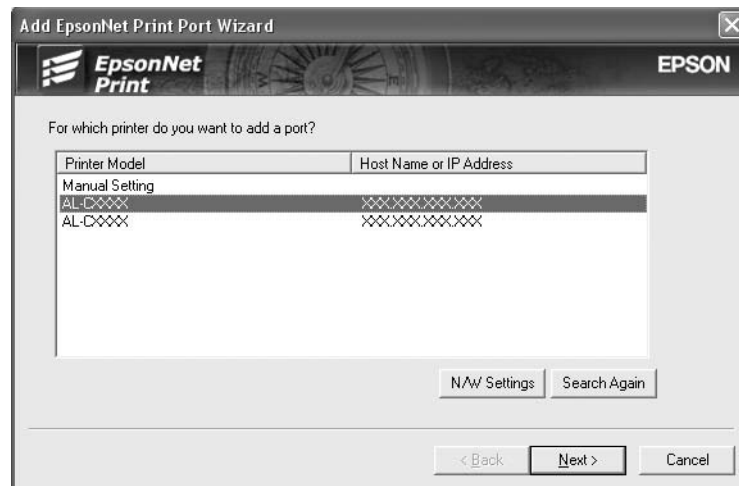 Add EpsonNet Print Port Wizard
EpsonNet
Print
EPSON
For which printer do you want to add a port?
Printer Model Host Name or IP Address
Manual Setting
AL-CXXXX XXX.XXX.XXX.XXX
AL-CXXXX XXX.XXX.XXX.XXX
N/W Settings Search Again
< Back Next > Cancel